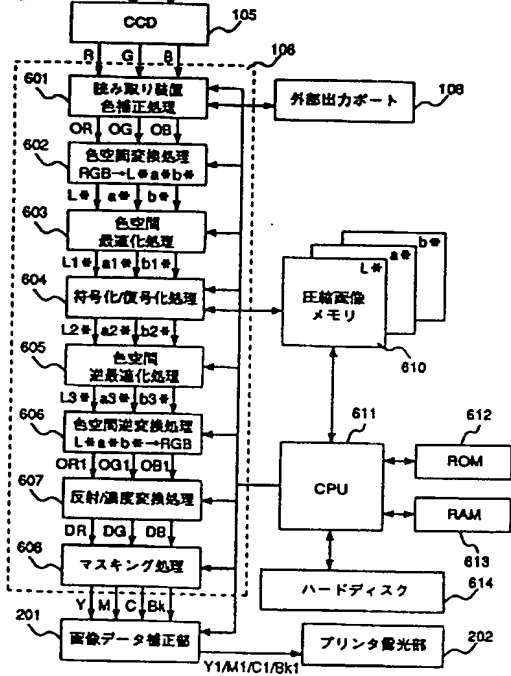 CCD
105
R G B
106
601
読み取り装置
色補正処理
外部出力ポート
108
OR OG OB
602
色空間変換処理
RGB→L*a*b*
L* a* b*
603
色空間
最適化処理
L1* a1* b1*
604
符号化/復号化処理
L* a* b*
圧縮画像
メモリ
610
L2* a2* b2*
605
色空間
逆最適化処理
L3* a3* b3*
606
色空間逆変換処理
L*a*b*→RGB
OR1 OG1 OB1
611
CPU
612
ROM
607
反射/濃度変換処理
RAM
613
DR DG DB
608
マスキング処理
ハードディスク
614
Y M C Bk
201
画像データ補正部
プリンタ露光部
202
Y1/M1/C1/Bk1